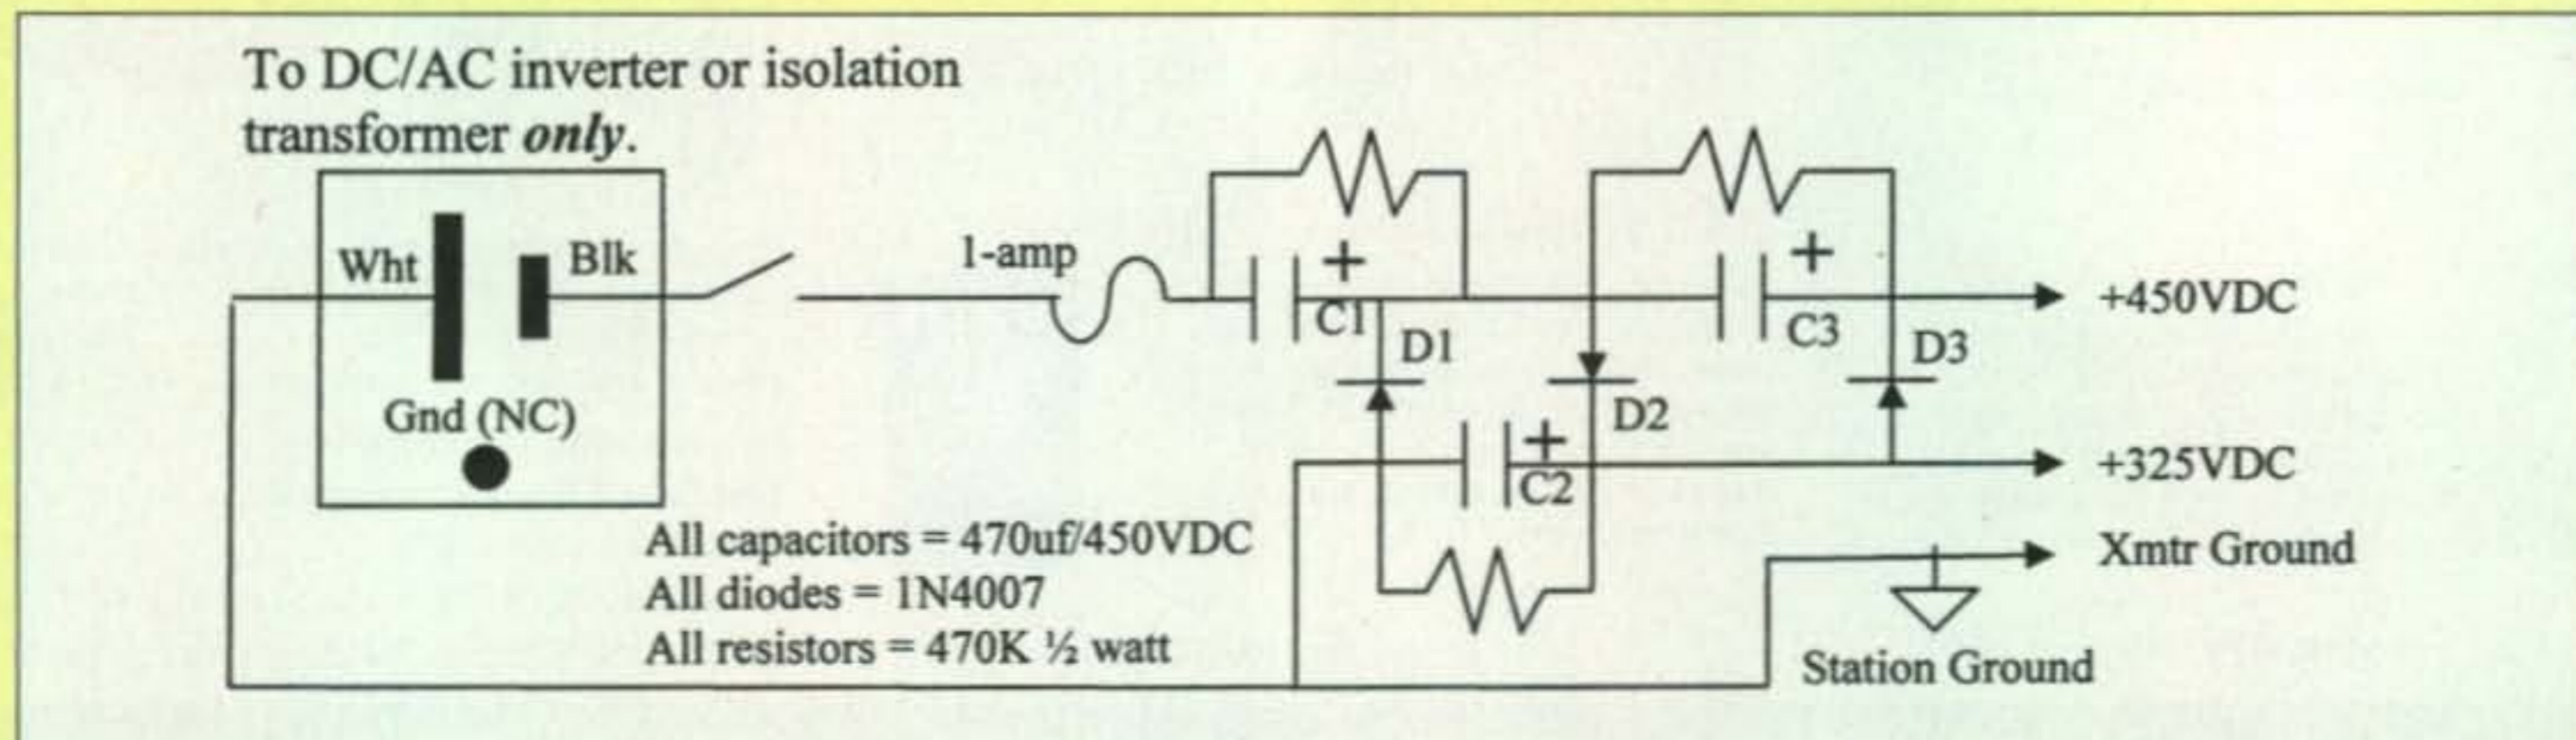 To DC/AC inverter or isolation
transformer only.
Wht
Blk
Gnd (NC)
1-amp
+
C1
D1
+
C2
D2
+
C3
D3
+450VDC
+325VDC
Xmtr Ground
Station Ground
All capacitors = 470uf/450VDC
All diodes = 1N4007
All resistors = 470K ½ watt